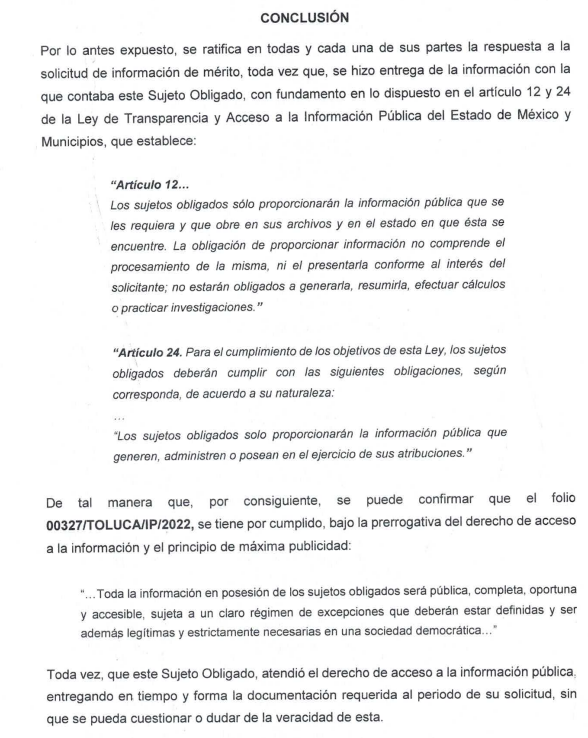 CONCLUSIÓN
Por lo antes expuesto, se ratifica en todas y cada una de sus partes la respuesta a la
solicitud de información de mérito, toda vez que, se hizo entrega de la información con la
que contaba este Sujeto Obligado, con fundamento en lo dispuesto en el artículo 12 y 24
de la Ley de Transparencia y Acceso a la Información Pública del Estado de México y
Municipios, que establece:
“Artículo 12...
Los sujetos obligados sólo proporcionarán la información pública que se
les requiera y que obre en sus archivos y en el estado en que ésta se
encuentre. La obligación de proporcionar información no comprende el
procesamiento de la misma, ni el presentarla conforme al interés del
solicitante; no estarán obligados a generarla, resumirla, efectuar cálculos
o practicar investigaciones.”
“Artículo 24. Para el cumplimiento de los objetivos de esta Ley, los sujetos
obligados deberán cumplir con las siguientes obligaciones, según
corresponda, de acuerdo a su naturaleza:
...
“Los sujetos obligados solo proporcionarán la información pública que
generen, administren o posean en el ejercicio de sus atribuciones.”
De tal manera que, por consiguiente, se puede confirmar que el folio
00327/TOLUCA/IP/2022, se tiene por cumplido, bajo la prerrogativa del derecho de acceso
a la información y el principio de máxima publicidad:
“...Toda la información en posesión de los sujetos obligados será pública, completa, oportuna
y accesible, sujeta a un claro régimen de excepciones que deberán estar definidas y ser
además legítimas y estrictamente necesarias en una sociedad democrática...”
Toda vez, que este Sujeto Obligado, atendió el derecho de acceso a la información pública,
entregando en tiempo y forma la documentación requerida al periodo de su solicitud, sin
que se pueda cuestionar o dudar de la veracidad de esta.